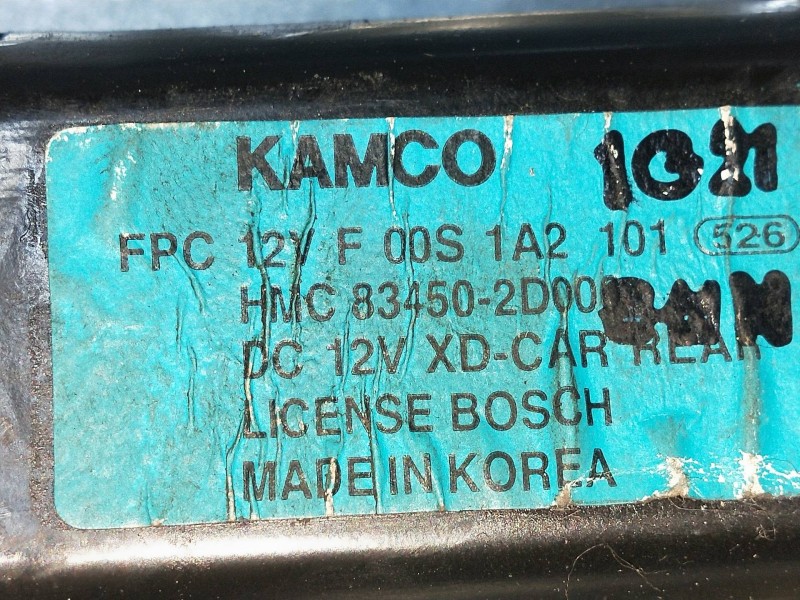 KAMCO
FPC 12V F 00S 1A2 101 526
HMC 83450-2D00
DC 12V XD-CAR REAR
LICENSE BOSCH
MADE IN KOREA